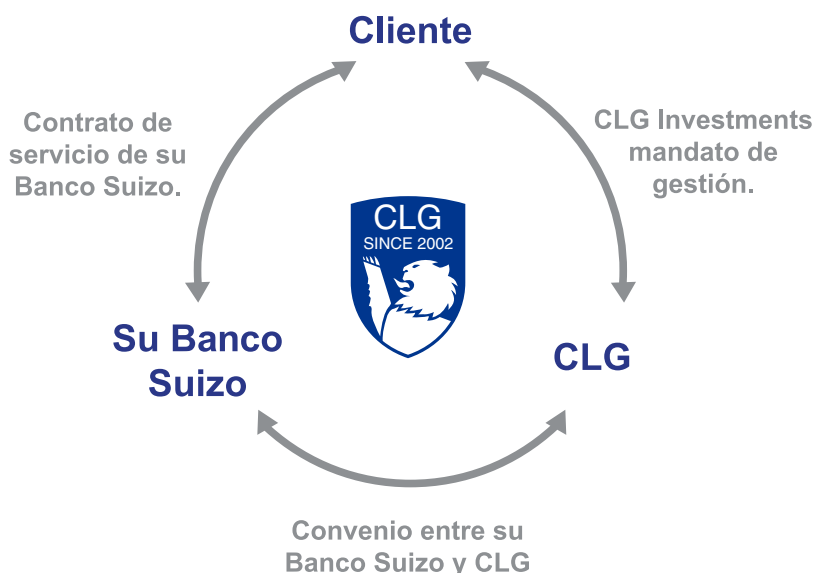 Cliente
Contrato de
servicio de su
Banco Suizo.
CLG Investments
mandato de
gestión.
CLG
SINCE 2002
Su Banco
Suizo
CLG
Convenio entre su
Banco Suizo y CLG